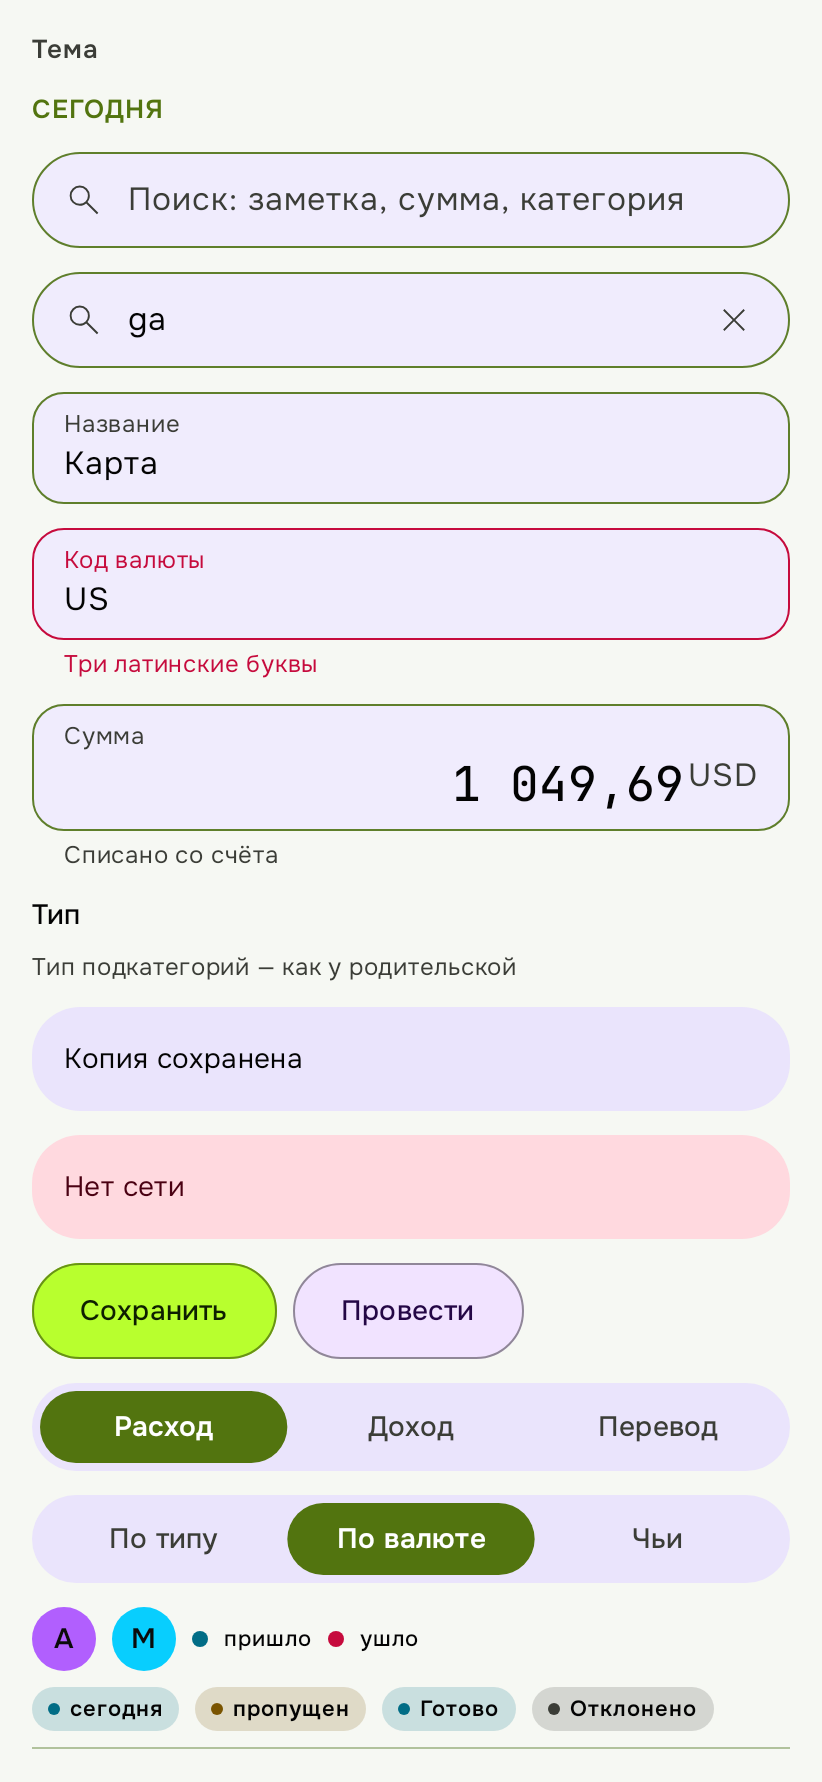 Тема
СЕГОДНЯ
Поиск: заметка, сумма, категория
ga
Название
Карта
Код валюты
US
Три латинские буквы
Сумма
1 049,69 USD
Списано со счёта
Тип
Тип подкатегорий — как у родительской
Копия сохранена
Нет сети
Сохранить Провести
Расход Доход Перевод
По типу По валюте Чьи
А М пришло ушло
сегодня пропущен Готово Отклонено